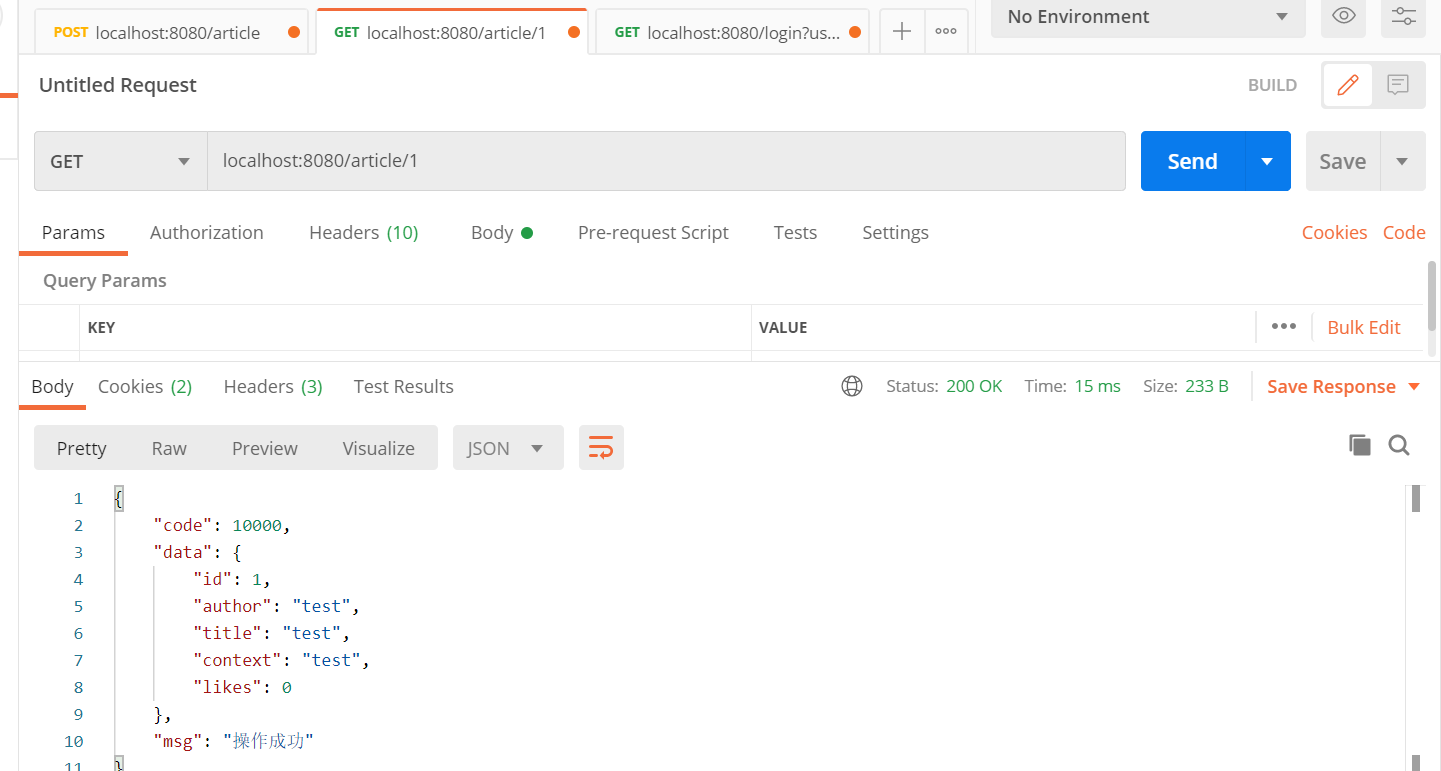 POST localhost:8080/article GET localhost:8080/article/1 GET localhost:8080/login?us... No Environment
Untitled Request BUILD
GET localhost:8080/article/1 Send Save
Params Authorization Headers (10) Body Pre-request Script Tests Settings Cookies Code
Query Params
KEY VALUE Bulk Edit
Body Cookies (2) Headers (3) Test Results Status: 200 OK Time: 15 ms Size: 233 B Save Response
Pretty Raw Preview Visualize JSON
1 {
2 "code": 10000,
3 "data": {
4 "id": 1,
5 "author": "test",
6 "title": "test",
7 "context": "test",
8 "likes": 0
9 },
10 "msg": "操作成功"
11 }